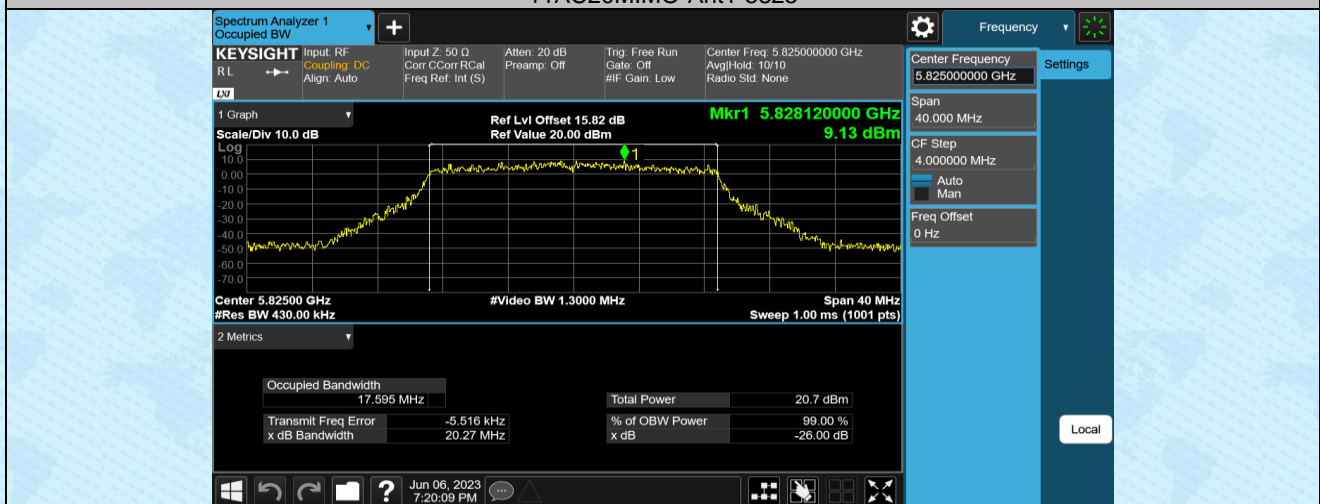 Spectrum Analyzer 1
Occupied BW
+
Frequency
KEYSIGHT
R L
LXI
Input: RF
Coupling: DC
Align: Auto
Input Z: 50 Ω
Corr CCorr RCal
Freq Ref: Int (S)
Atten: 20 dB
Preamp: Off
Trig: Free Run
Gate: Off
#IF Gain: Low
Center Freq: 5.825000000 GHz
Avg|Hold: 10/10
Radio Std: None
1 Graph
Scale/Div 10.0 dB
Ref Lvl Offset 15.82 dB
Ref Value 20.00 dBm
Mkr1 5.828120000 GHz
9.13 dBm
Log
10.0
0.00
-10.0
-20.0
-30.0
-40.0
-50.0
-60.0
-70.0
1
Center 5.82500 GHz
#Res BW 430.00 kHz
#Video BW 1.3000 MHz
Span 40 MHz
Sweep 1.00 ms (1001 pts)
2 Metrics
Occupied Bandwidth
17.595 MHz
Total Power 20.7 dBm
Transmit Freq Error -5.516 kHz
x dB Bandwidth 20.27 MHz
% of OBW Power 99.00 %
x dB -26.00 dB
Center Frequency
5.825000000 GHz
Settings
Span
40.000 MHz
CF Step
4.000000 MHz
Auto
Man
Freq Offset
0 Hz
Local
?
Jun 06, 2023
7:20:09 PM